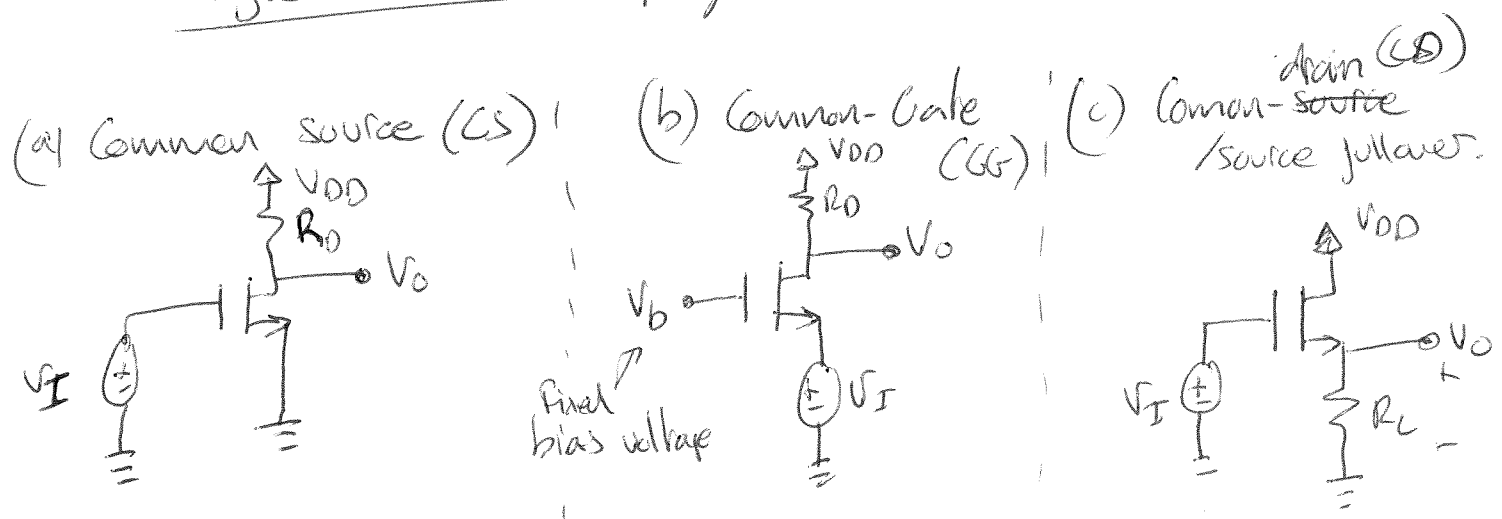 (a) Common source (CS)
VDD
RD
Vo
VI
(b) Common-Gate
(CG)
VDD
RD
Vo
Vb
Fixed
bias voltage
VI
drain (CD)
(c) Common-source
/source follower.
VDD
Vo
+
RL
-
VI